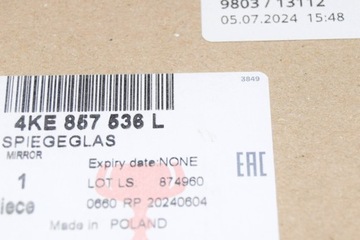 9803 / 13112
05.07.2024 15:48
3849
4KE 857 536 L
SPIEGEGLAS
MIRROR
Expiry date: NONE
EAC
1
LOT LS. 874960
iece
0660 RP 20240604
Made in POLAND